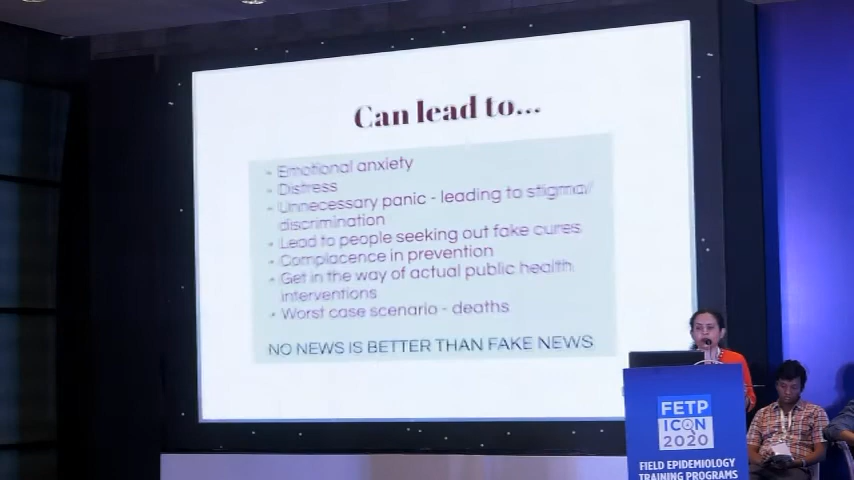 Can lead to...
- Emotional anxiety
- Distress
- Unnecessary panic - leading to stigma/
discrimination
- Lead to people seeking out fake cures
- Complacence in prevention
- Get in the way of actual public health
interventions
- Worst case scenario - deaths
NO NEWS IS BETTER THAN FAKE NEWS
FETP
ICON
2020
FIELD EPIDEMIOLOGY
TRAINING PROGRAMS